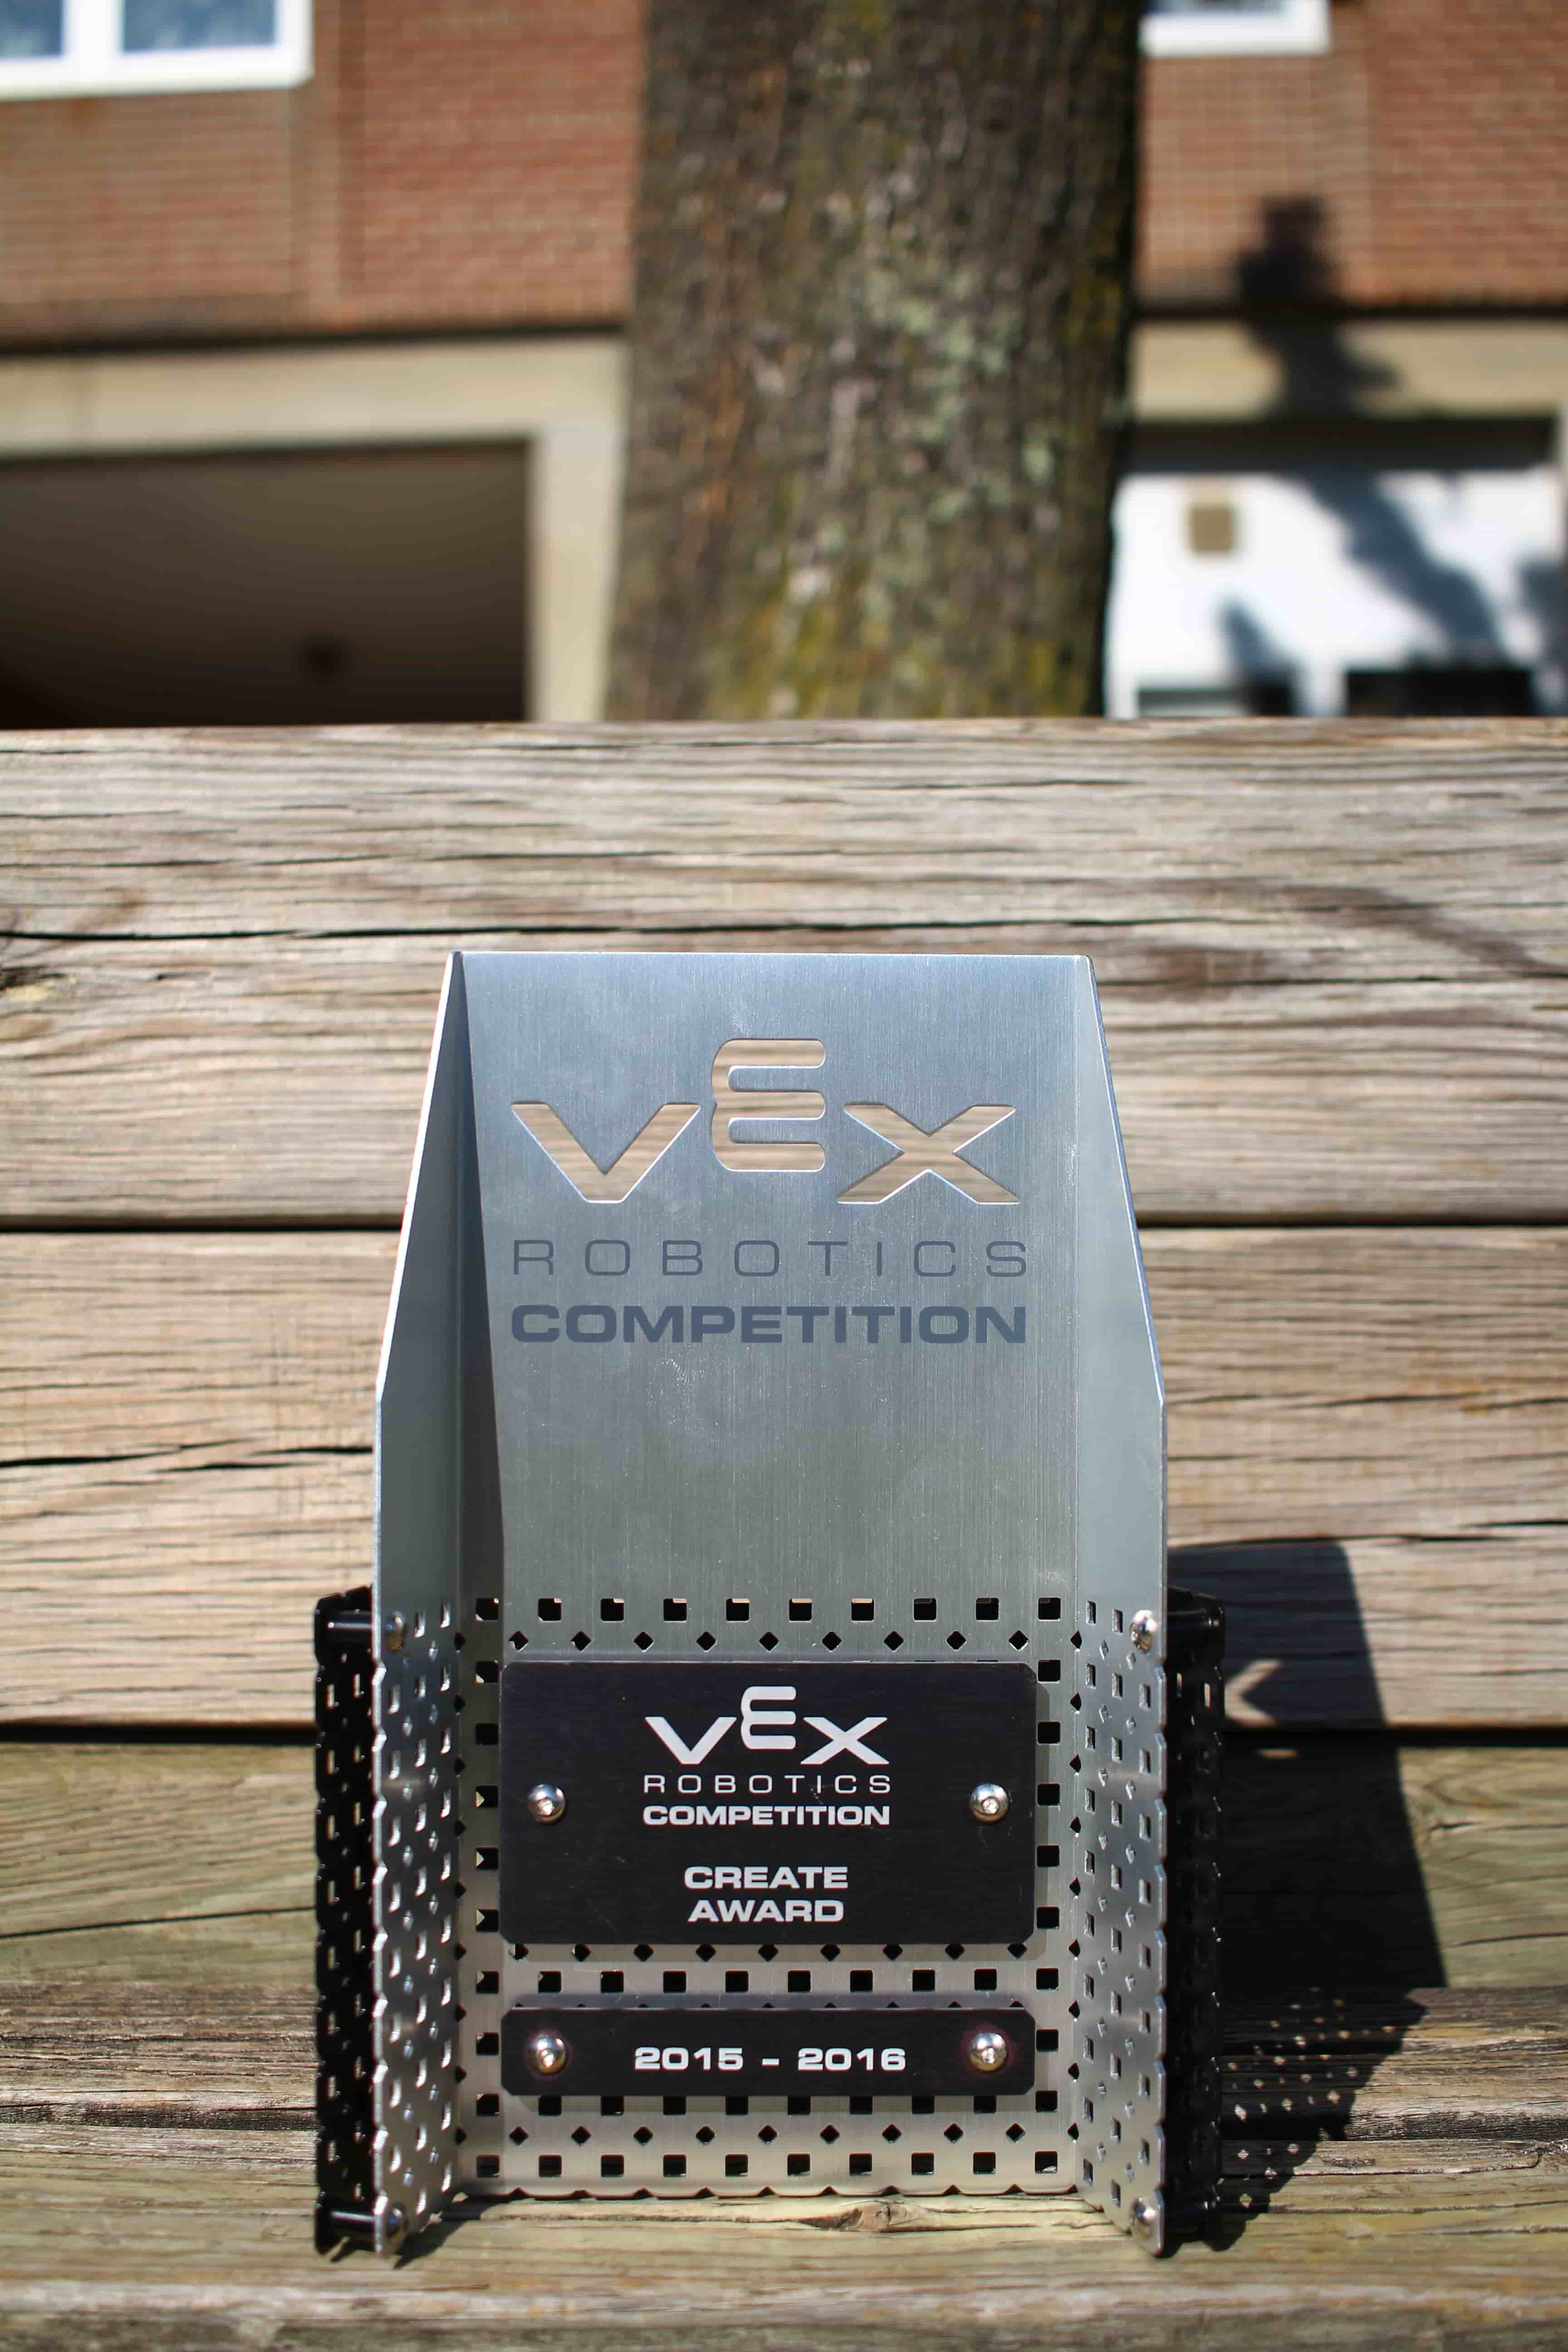 VEX
ROBOTICS
COMPETITION
VEX
ROBOTICS
COMPETITION
CREATE
AWARD
2015 - 2016